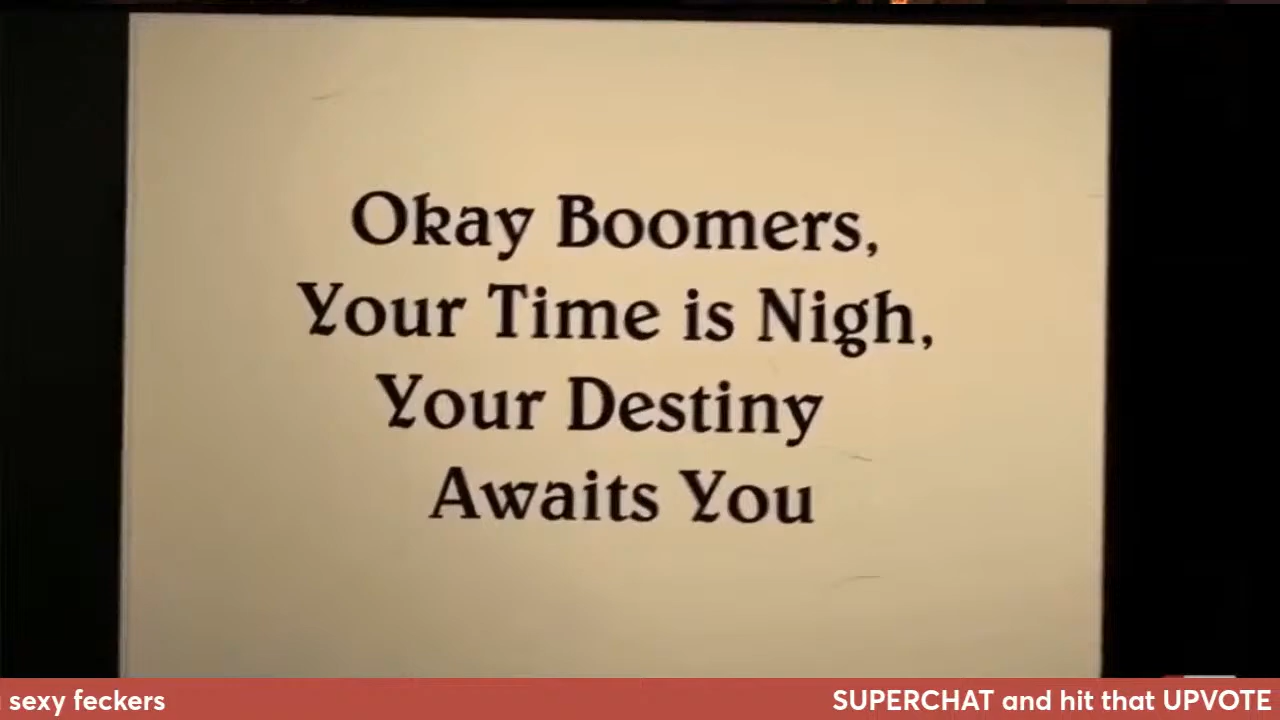 Okay Boomers,
Your Time is Nigh,
Your Destiny
Awaits You
sexy feckers
SUPERCHAT and hit that UPVOTE